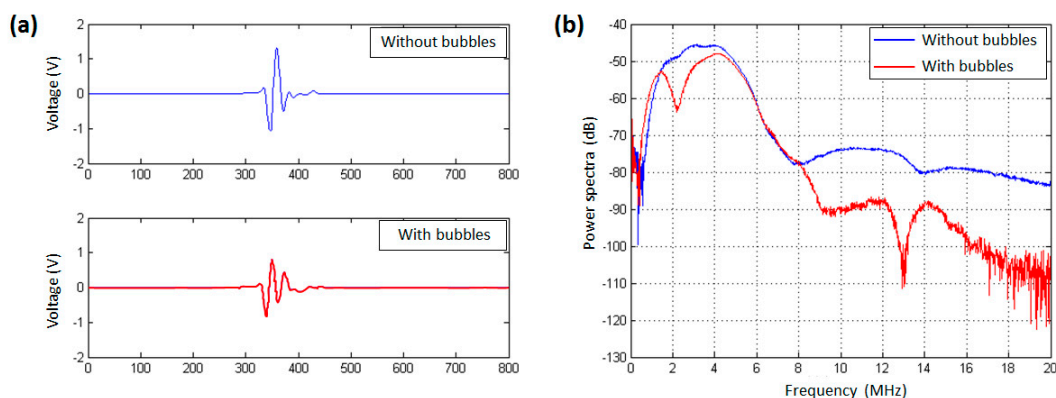 (a)
Voltage (V)
2
1
0
-1
-2
Without bubbles
0 100 200 300 400 500 600 700 800
Voltage (V)
2
1
0
-1
-2
With bubbles
0 100 200 300 400 500 600 700 800
(b)
Power spectra (dB)
-40
-50
-60
-70
-80
-90
-100
-110
-120
-130
Without bubbles
With bubbles
0 2 4 6 8 10 12 14 16 18 20
Frequency (MHz)